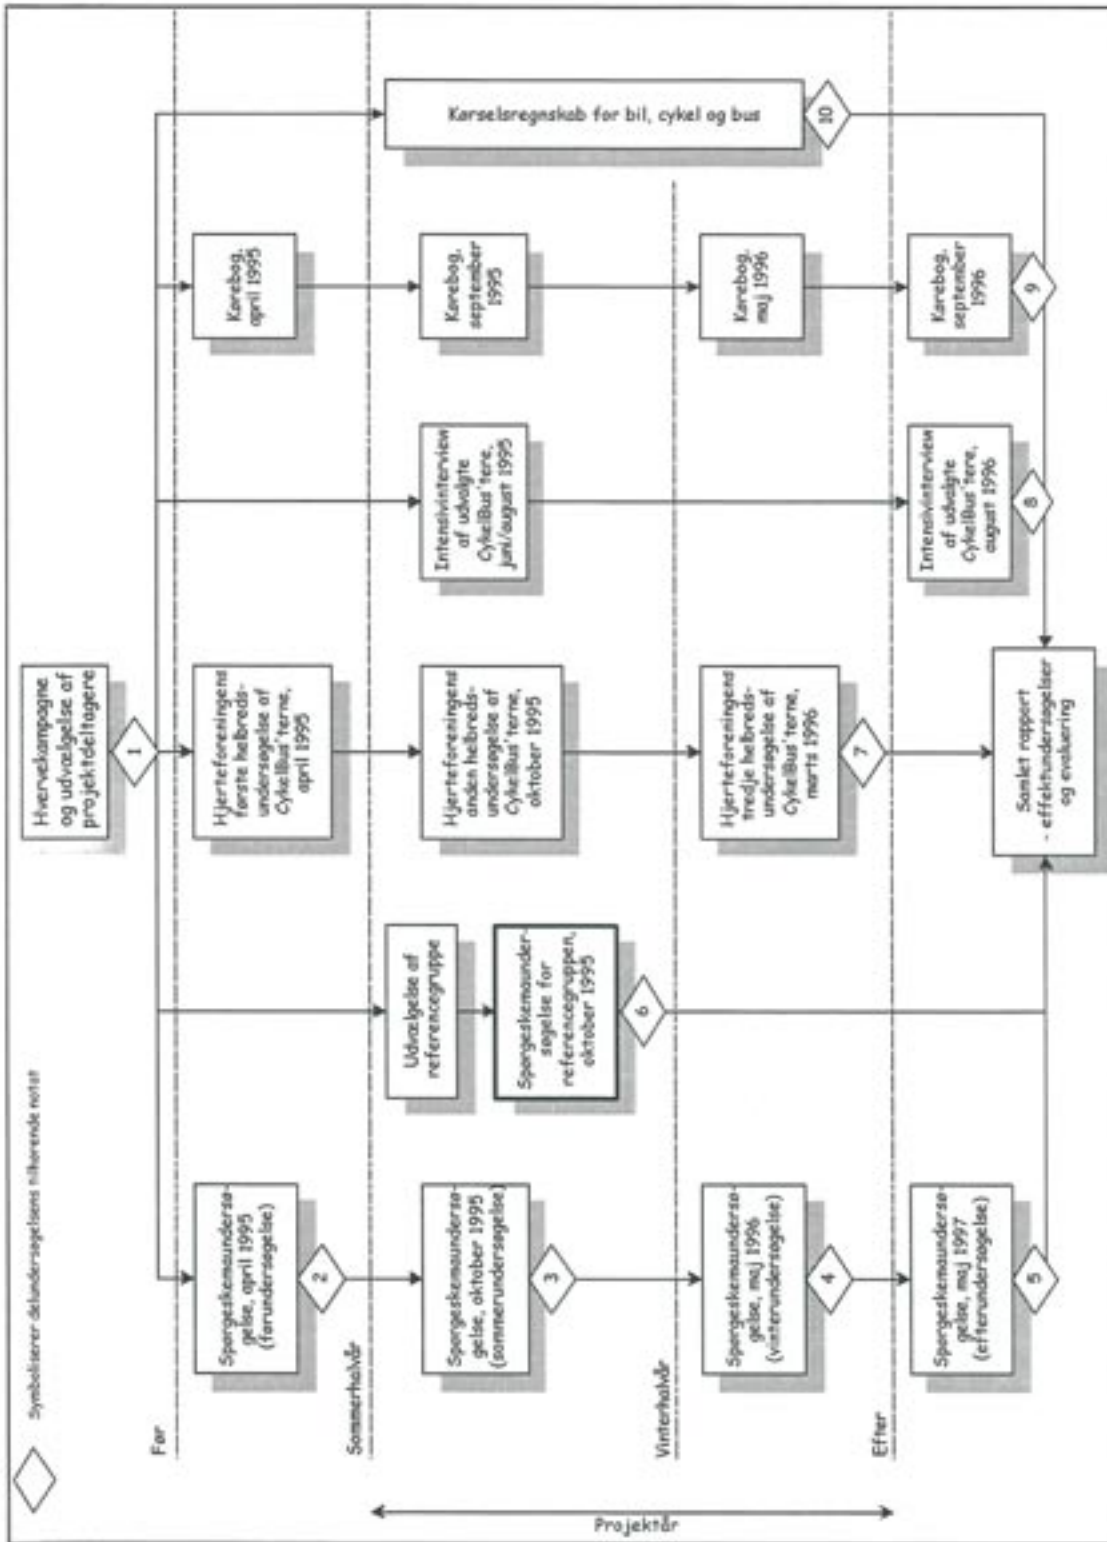 Symboliserer delundersøgelsens tilhørende notat
Før
Sommerhalvår
Vinterhalvår
Efter
Projektår
Hvervekampagne
og udvælgelse af
projektdeltagere
1
Spørgeskemaundersø-
gelse, april 1995
(førundersøgelse)
2
Spørgeskemaundersø-
gelse, oktober 1995
(sommerundersøgelse)
3
Spørgeskemaundersø-
gelse, maj 1996
(vinterundersøgelse)
4
Spørgeskemaundersø-
gelse, maj 1997
(efterundersøgelse)
5
Udvælgelse af
referencegruppe
Spørgeskemaunder-
søgelse for
referencegruppen,
oktober 1995
6
Hjerteforeningens
første helbreds-
undersøgelse af
CykelBus'terne,
april 1995
Hjerteforeningens
anden helbreds-
undersøgelse af
CykelBus'terne,
oktober 1995
Hjerteforeningens
tredje helbreds-
undersøgelse af
CykelBus'terne,
marts 1996
7
Intensivinterview
af udvalgte
CykelBus'tere,
juni/august 1995
Intensivinterview
af udvalgte
CykelBus'tere,
august 1996
8
Kørebog,
april 1995
Kørebog,
september
1995
Kørebog,
maj 1996
Kørebog,
september
1996
9
Kørselsregnskab for bil, cykel og bus
10
Samlet rapport
- effektundersøgelser
og evaluering